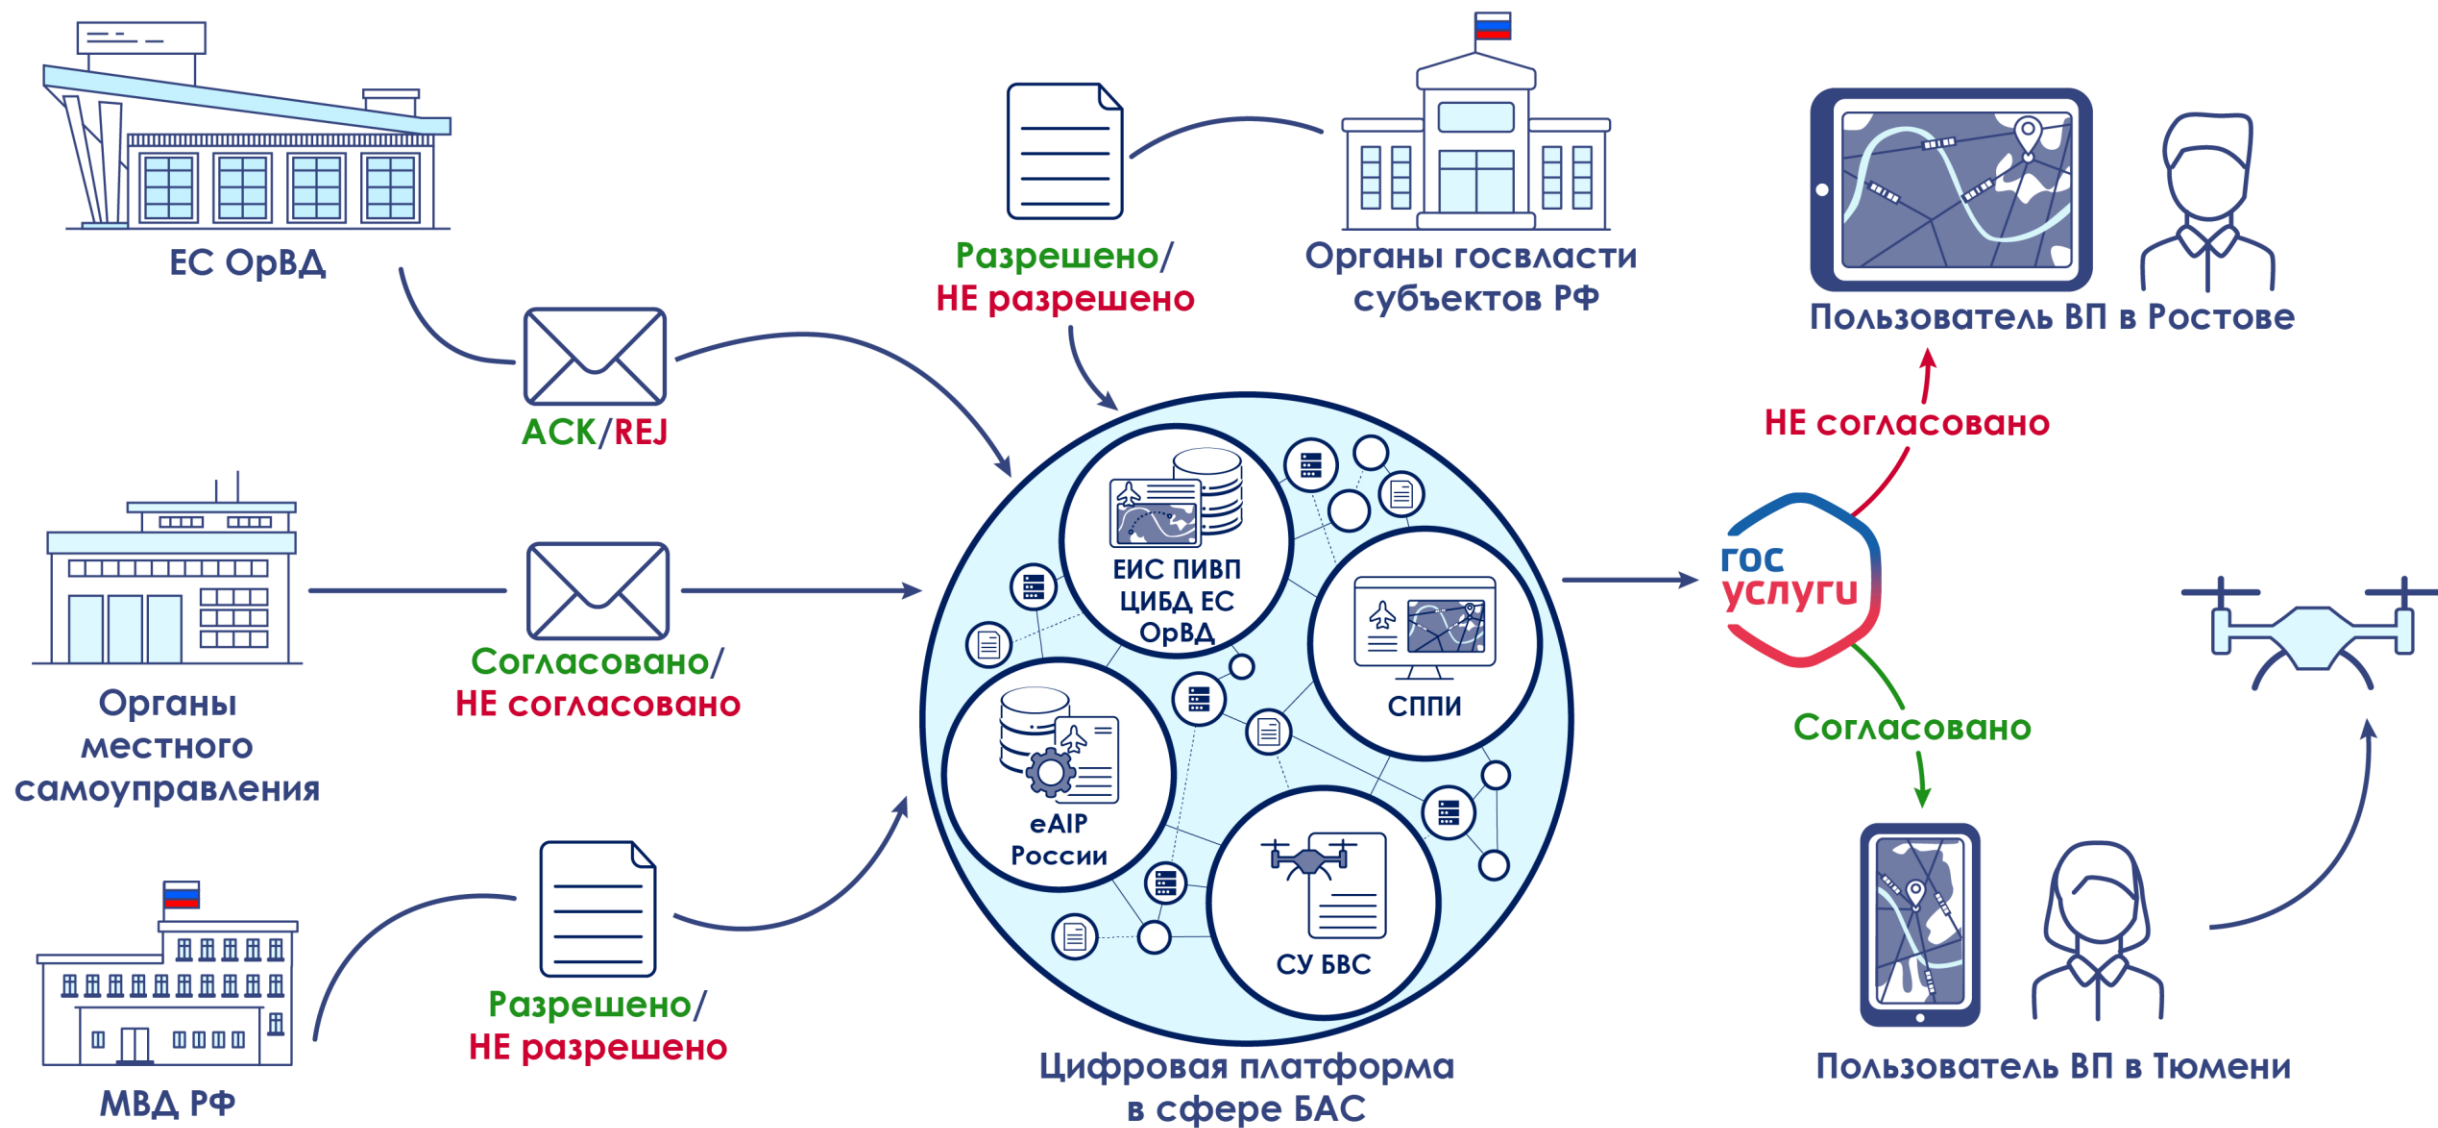 ЕС ОрВД
ACK/REJ
Разрешено/
НЕ разрешено
Органы госвласти
субъектов РФ
Пользователь ВП в Ростове
НЕ согласовано
Органы
местного
самоуправления
Согласовано/
НЕ согласовано
ЕИС ПИВП
ЦИБД ЕС
ОрВД
СППИ
eAIP
России
СУ БВС
гос
услуги
Согласовано
МВД РФ
Разрешено/
НЕ разрешено
Цифровая платформа
в сфере БАС
Пользователь ВП в Тюмени